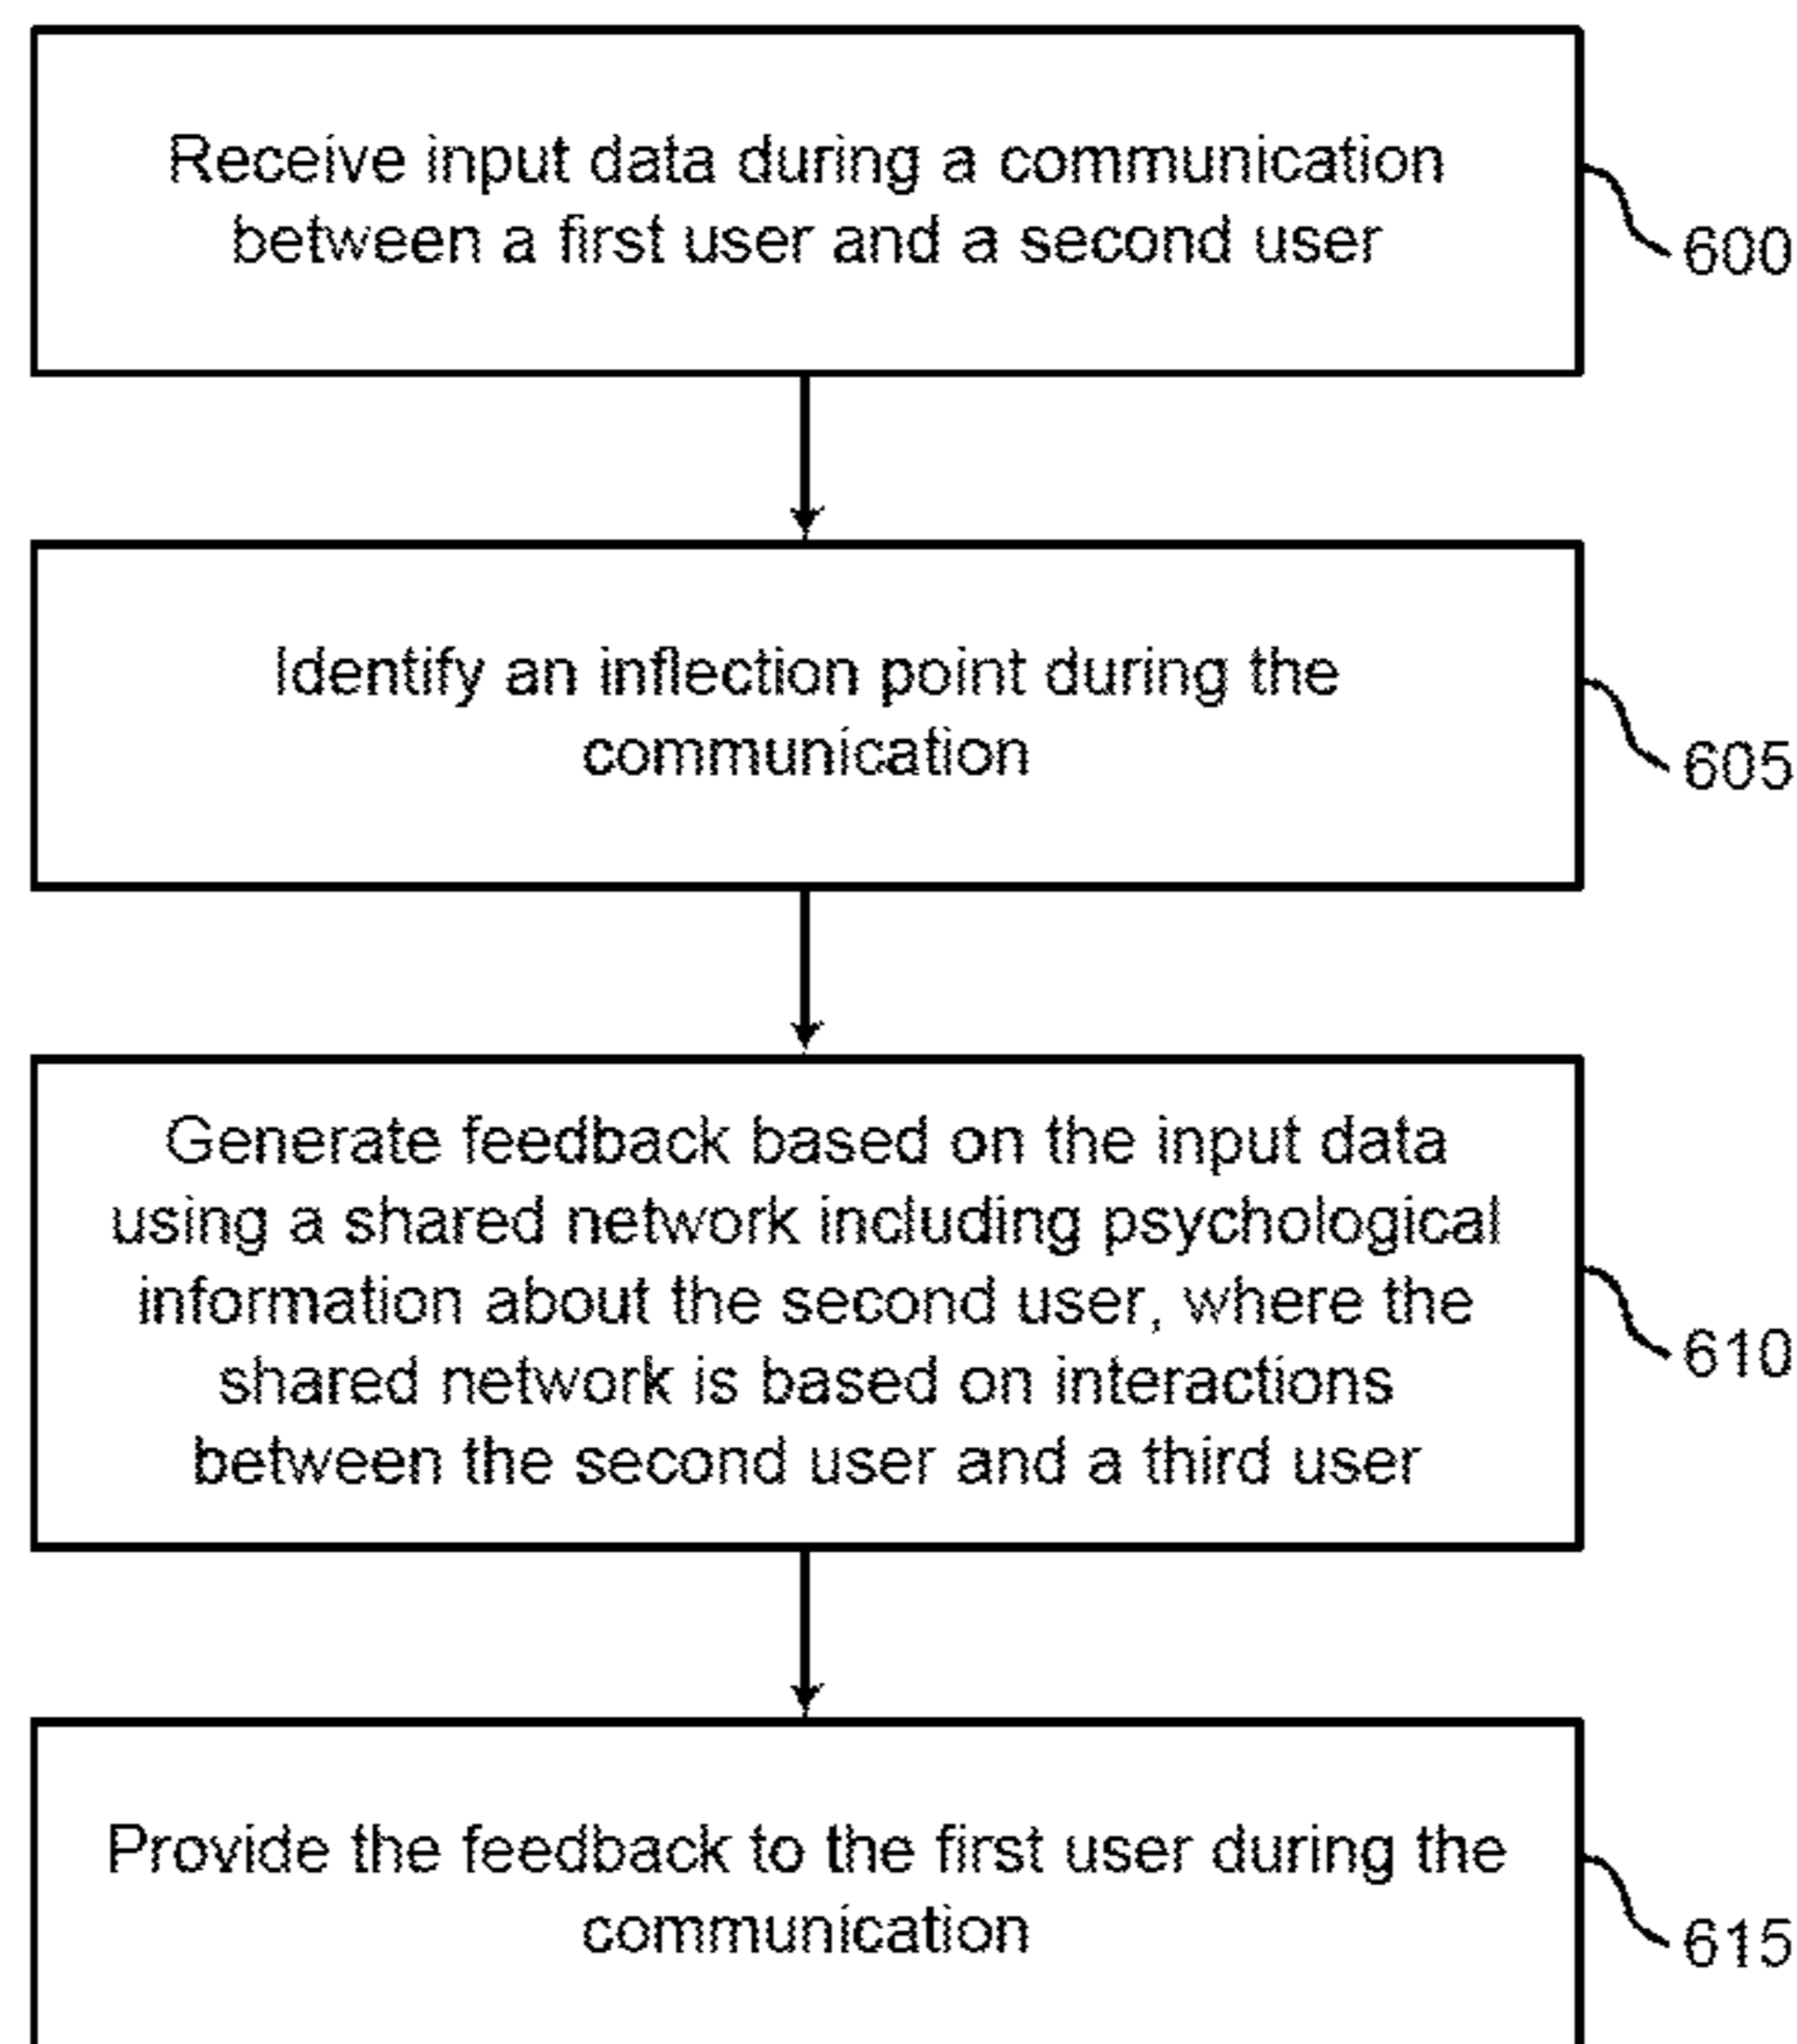 Receive input data during a communication
between a first user and a second user
600
Identify an inflection point during the
communication
605
Generate feedback based on the input data
using a shared network including psychological
information about the second user, where the
shared network is based on interactions
between the second user and a third user
610
Provide the feedback to the first user during the
communication
615